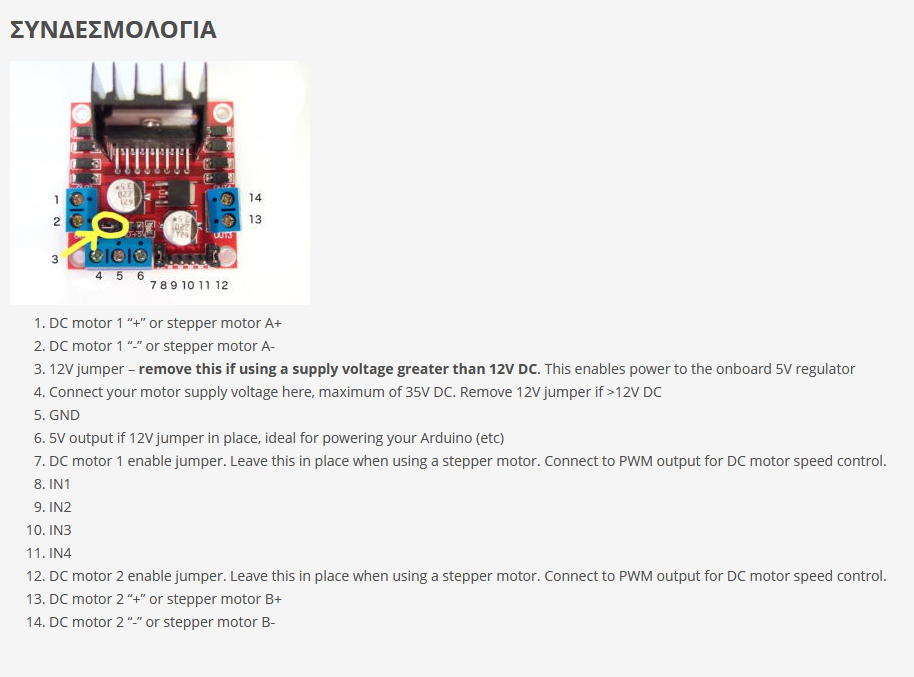 ΣΥΝΔΕΣΜΟΛΟΓΙΑ
1
2
3
4 5 6
7 8 9 10 11 12
14
13
1. DC motor 1 “+” or stepper motor A+
2. DC motor 1 “-” or stepper motor A-
3. 12V jumper – remove this if using a supply voltage greater than 12V DC. This enables power to the onboard 5V regulator
4. Connect your motor supply voltage here, maximum of 35V DC. Remove 12V jumper if >12V DC
5. GND
6. 5V output if 12V jumper in place, ideal for powering your Arduino (etc)
7. DC motor 1 enable jumper. Leave this in place when using a stepper motor. Connect to PWM output for DC motor speed control.
8. IN1
9. IN2
10. IN3
11. IN4
12. DC motor 2 enable jumper. Leave this in place when using a stepper motor. Connect to PWM output for DC motor speed control.
13. DC motor 2 “+” or stepper motor B+
14. DC motor 2 “-” or stepper motor B-